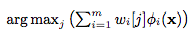 arg max_j (∑_{i=1}^{m} w_i[j]ϕ_i(𝐱))